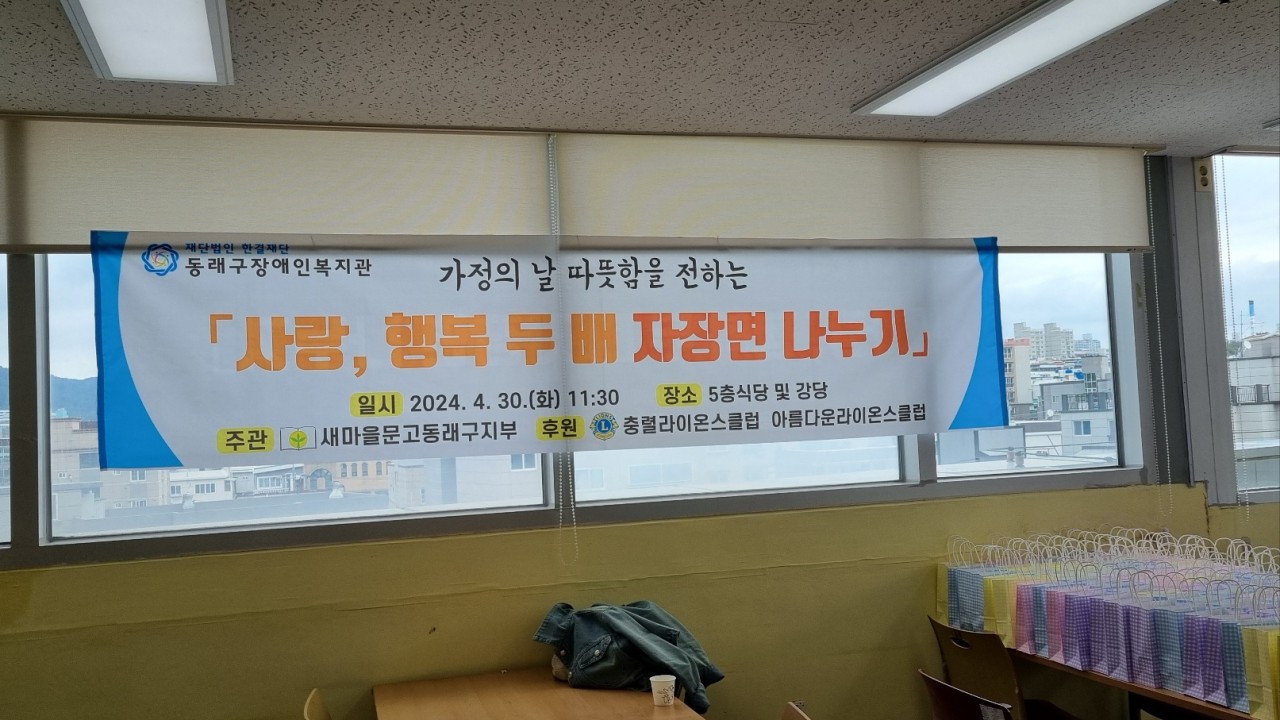 재단법인 한결재단
동래구장애인복지관
가정의 날 따뜻함을 전하는
「사랑, 행복 두 배 자장면 나누기」
일시 2024. 4. 30.(화) 11:30 장소 5층식당 및 강당
주관 새마을문고동래구지부 후원 충렬라이온스클럽 아름다운라이온스클럽